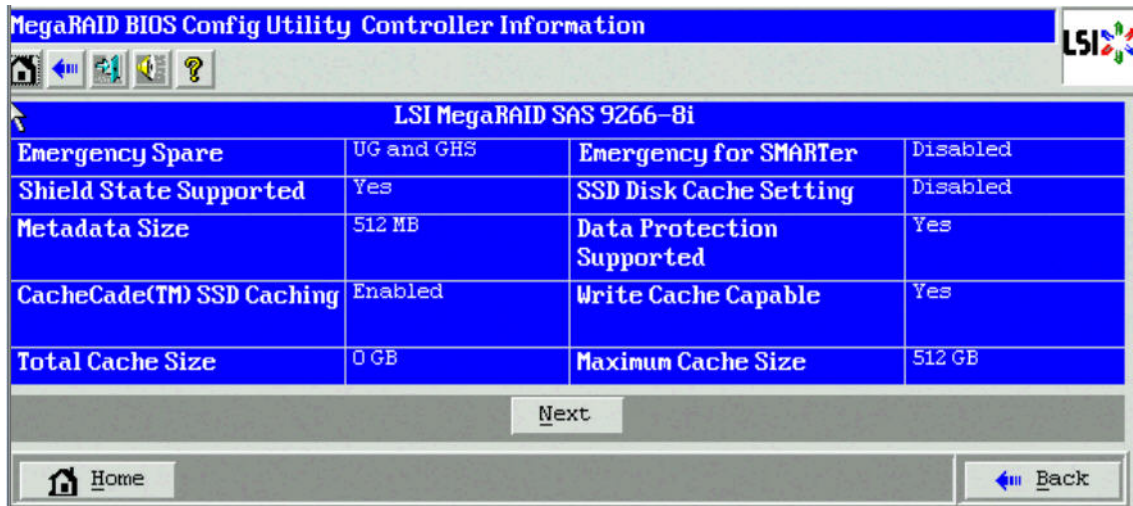 MegaRAID BIOS Config Utility Controller Information
LSI
LSI MegaRAID SAS 9266-8i
Emergency Spare UG and GHS Emergency for SMARTer Disabled
Shield State Supported Yes SSD Disk Cache Setting Disabled
Metadata Size 512 MB Data Protection Yes
Supported
CacheCade(TM) SSD Caching Enabled Write Cache Capable Yes
Total Cache Size 0 GB Maximum Cache Size 512 GB
Next
Home Back